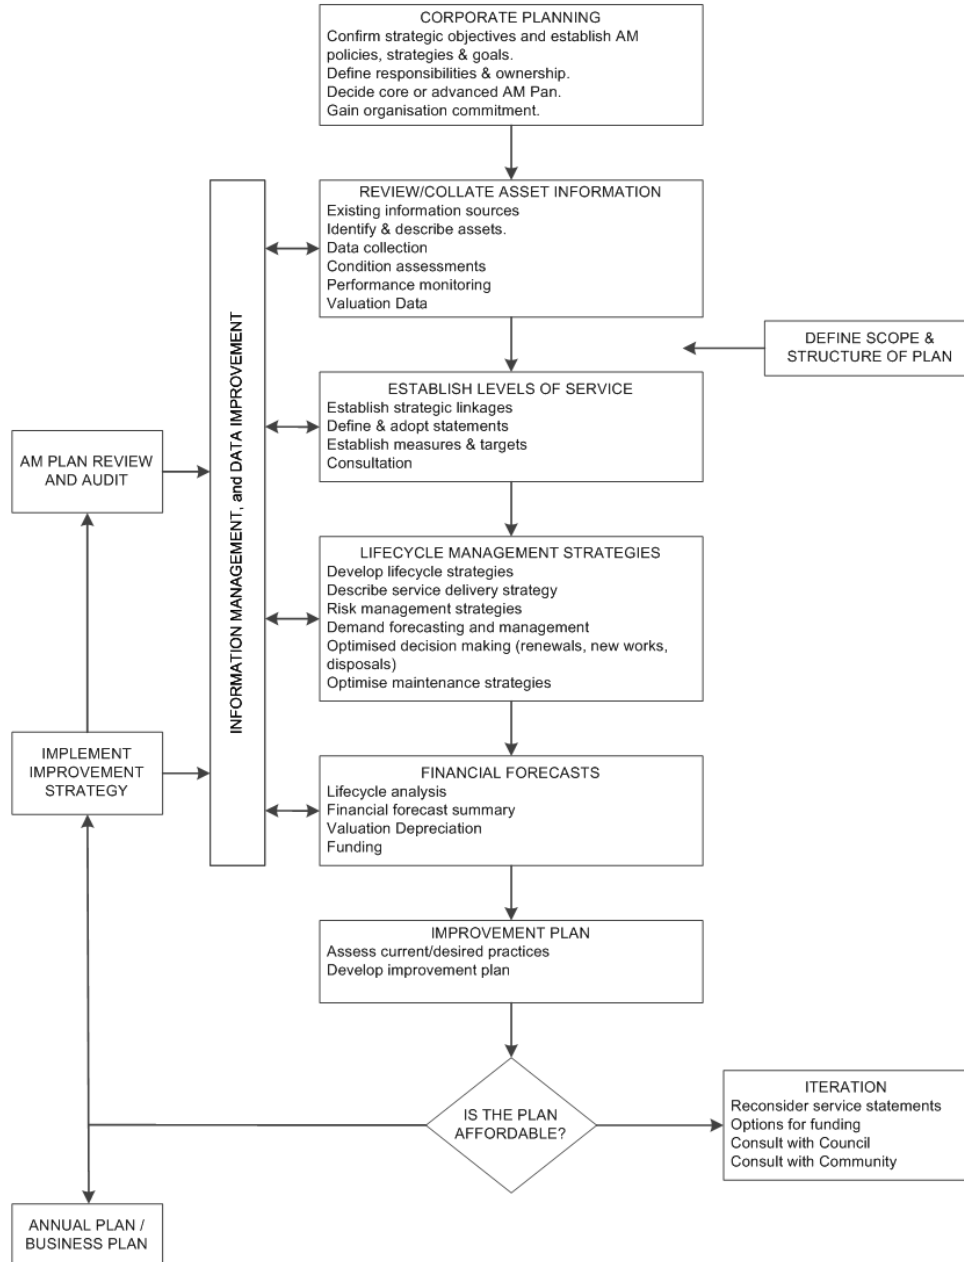 CORPORATE PLANNING
Confirm strategic objectives and establish AM
policies, strategies & goals.
Define responsibilities & ownership.
Decide core or advanced AM Pan.
Gain organisation commitment.
REVIEW/COLLATE ASSET INFORMATION
Existing information sources
Identify & describe assets.
Data collection
Condition assessments
Performance monitoring
Valuation Data
DEFINE SCOPE &
STRUCTURE OF PLAN
INFORMATION MANAGEMENT, and DATA IMPROVEMENT
ESTABLISH LEVELS OF SERVICE
Establish strategic linkages
Define & adopt statements
Establish measures & targets
Consultation
AM PLAN REVIEW
AND AUDIT
LIFECYCLE MANAGEMENT STRATEGIES
Develop lifecycle strategies
Describe service delivery strategy
Risk management strategies
Demand forecasting and management
Optimised decision making (renewals, new works,
disposals)
Optimise maintenance strategies
IMPLEMENT
IMPROVEMENT
STRATEGY
FINANCIAL FORECASTS
Lifecycle analysis
Financial forecast summary
Valuation Depreciation
Funding
IMPROVEMENT PLAN
Assess current/desired practices
Develop improvement plan
IS THE PLAN
AFFORDABLE?
ITERATION
Reconsider service statements
Options for funding
Consult with Council
Consult with Community
ANNUAL PLAN /
BUSINESS PLAN